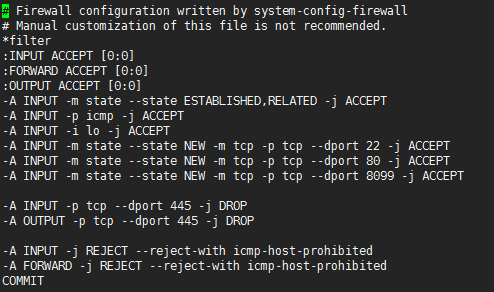 # Firewall configuration written by system-config-firewall
# Manual customization of this file is not recommended.
*filter
:INPUT ACCEPT [0:0]
:FORWARD ACCEPT [0:0]
:OUTPUT ACCEPT [0:0]
-A INPUT -m state --state ESTABLISHED,RELATED -j ACCEPT
-A INPUT -p icmp -j ACCEPT
-A INPUT -i lo -j ACCEPT
-A INPUT -m state --state NEW -m tcp -p tcp --dport 22 -j ACCEPT
-A INPUT -m state --state NEW -m tcp -p tcp --dport 80 -j ACCEPT
-A INPUT -m state --state NEW -m tcp -p tcp --dport 8099 -j ACCEPT
-A INPUT -p tcp --dport 445 -j DROP
-A OUTPUT -p tcp --dport 445 -j DROP
-A INPUT -j REJECT --reject-with icmp-host-prohibited
-A FORWARD -j REJECT --reject-with icmp-host-prohibited
COMMIT